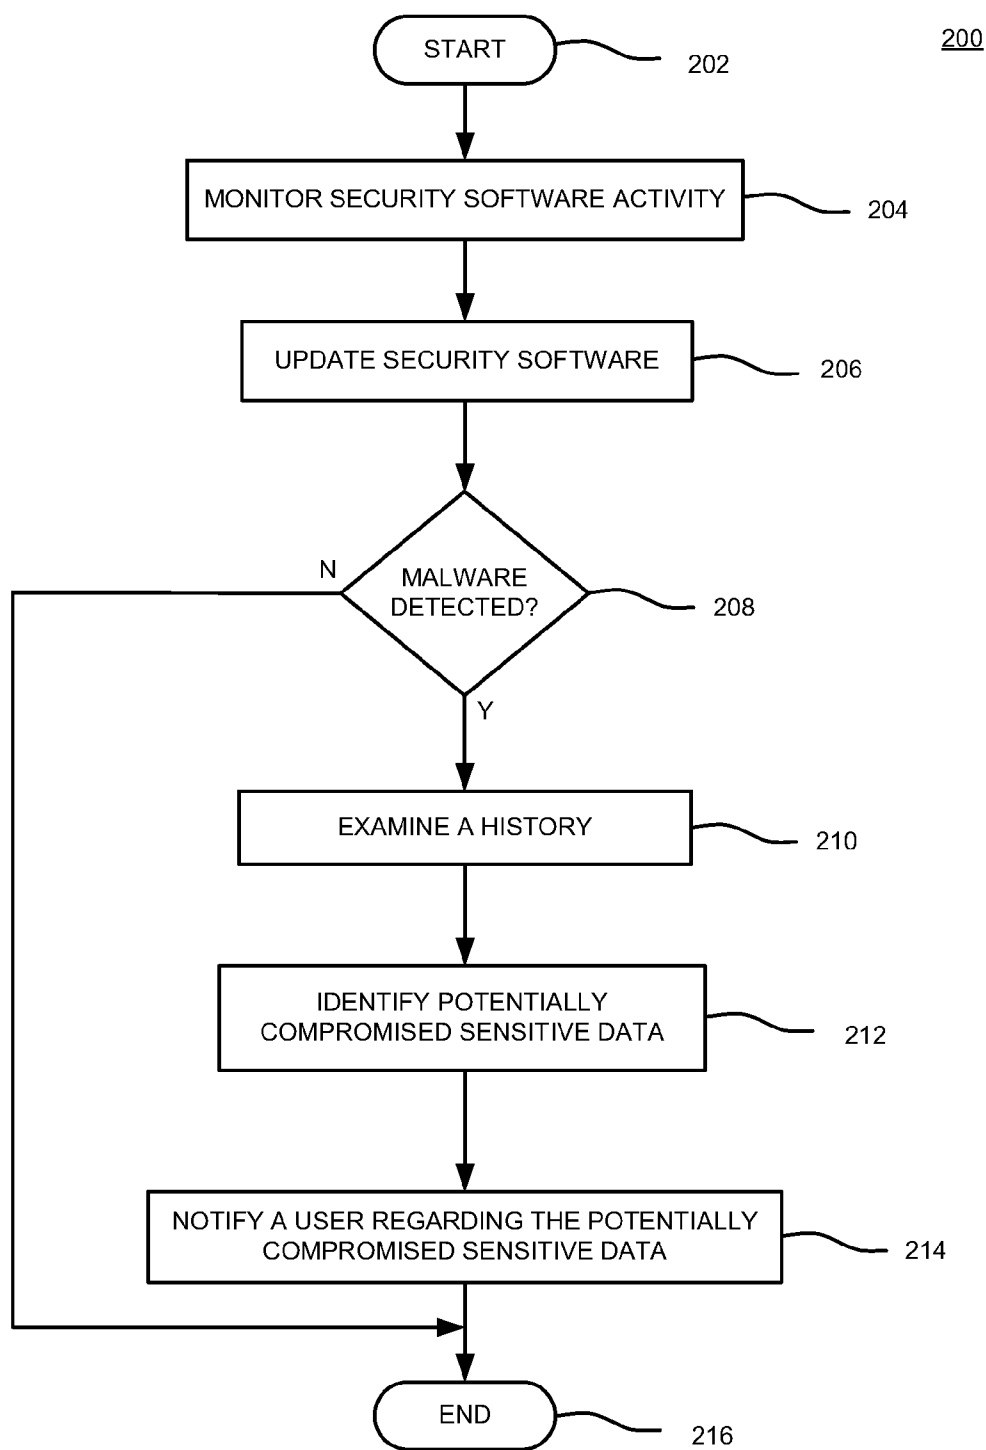 START
200
202
MONITOR SECURITY SOFTWARE ACTIVITY
204
UPDATE SECURITY SOFTWARE
206
N
MALWARE
DETECTED?
208
Y
EXAMINE A HISTORY
210
IDENTIFY POTENTIALLY
COMPROMISED SENSITIVE DATA
212
NOTIFY A USER REGARDING THE POTENTIALLY
COMPROMISED SENSITIVE DATA
214
END
216